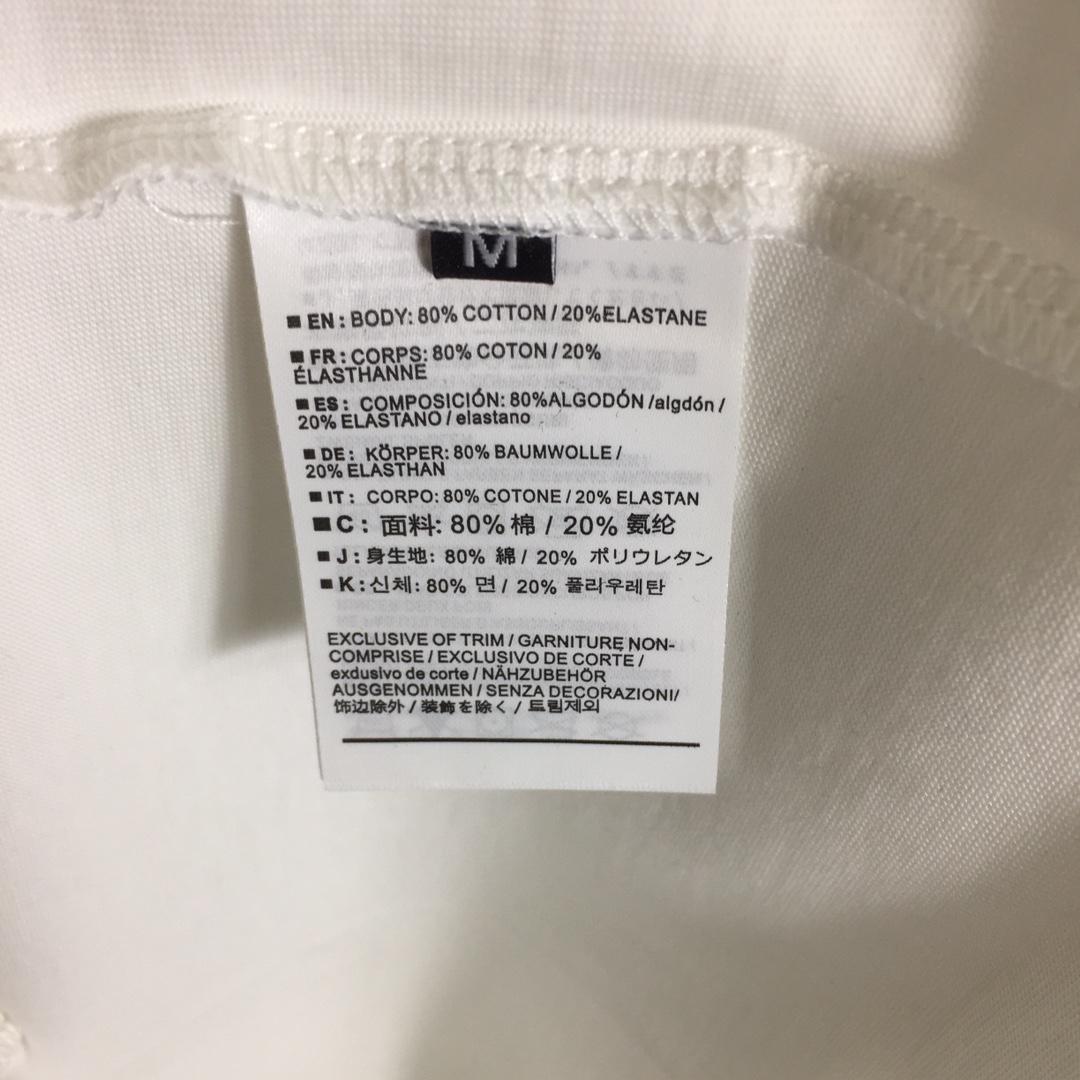 M
■ EN : BODY: 80% COTTON / 20%ELASTANE
■ FR : CORPS: 80% COTON / 20%
ÉLASTHANNE
■ ES : COMPOSICIÓN: 80%ALGODÓN /algdón /
20% ELASTANO / elastano
■ DE : KÖRPER: 80% BAUMWOLLE /
20% ELASTHAN
■ IT : CORPO: 80% COTONE / 20% ELASTAN
■ C : 面料: 80% 棉 / 20% 氨纶
■ J : 身生地: 80% 綿 / 20% ポリウレタン
■ K : 신체: 80% 면 / 20% 폴리우레탄
EXCLUSIVE OF TRIM / GARNITURE NON-
COMPRISE / EXCLUSIVO DE CORTE /
exdusivo de corte / NÄHZUBEHÖR
AUSGENOMMEN / SENZA DECORAZIONI/
饰边除外 / 装飾を除く / 트림제외